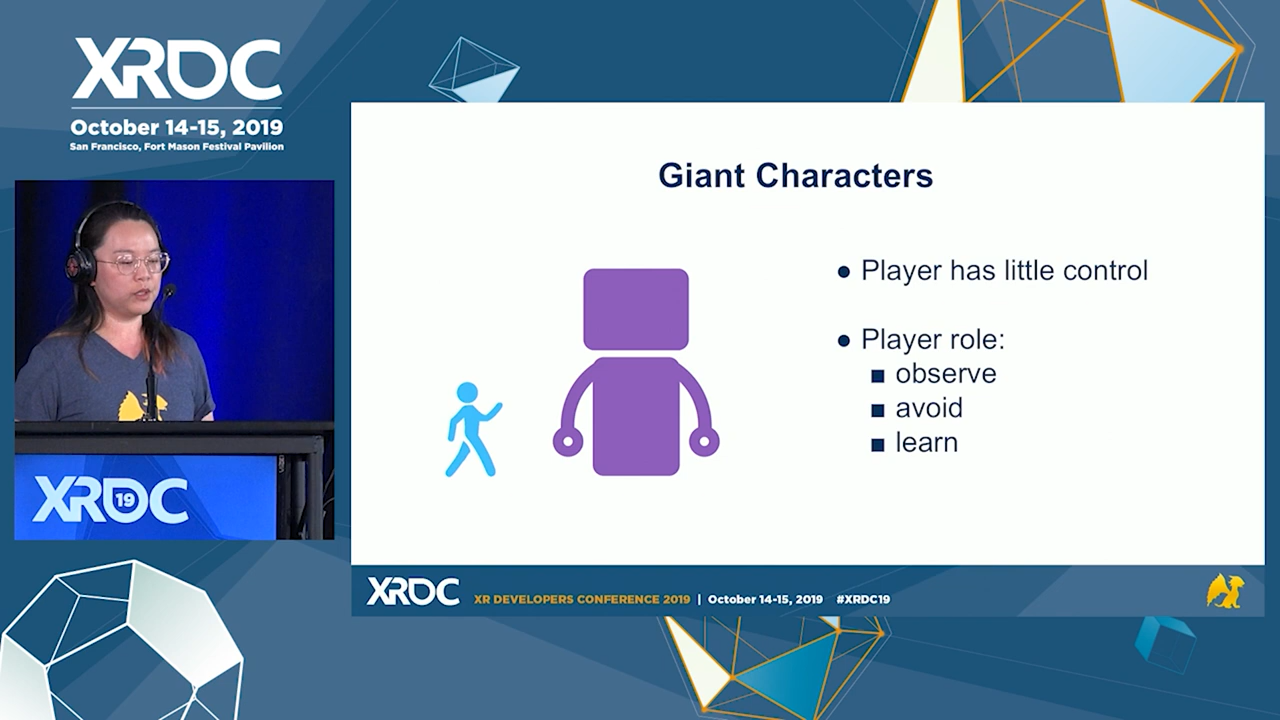 XRDC
October 14-15, 2019
San Francisco, Fort Mason Festival Pavilion
Giant Characters
● Player has little control
● Player role:
■ observe
■ avoid
■ learn
XRDC 19
XRDC
XR DEVELOPERS CONFERENCE 2019 | October 14-15, 2019 #XRDC19